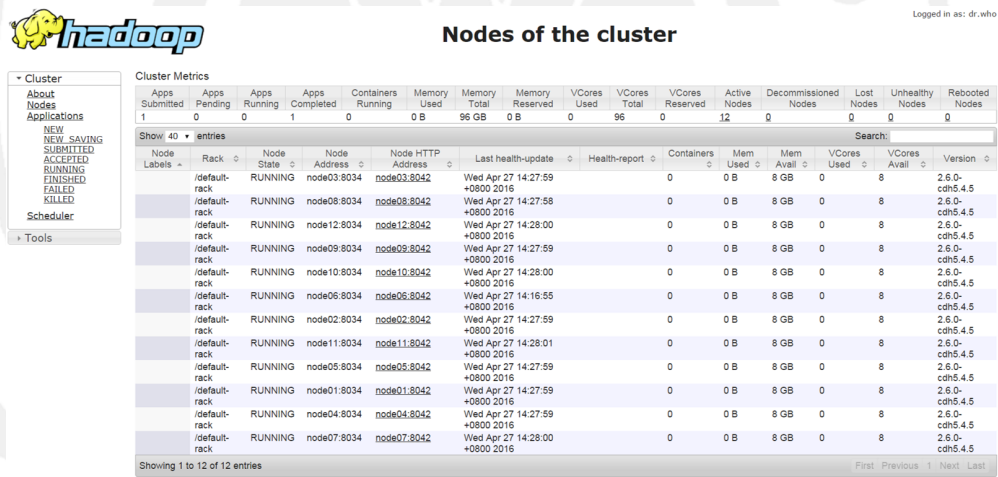 Logged in as: dr.who
hadoop
Nodes of the cluster
Cluster
About
Nodes
Applications
NEW
NEW_SAVING
SUBMITTED
ACCEPTED
RUNNING
FINISHED
FAILED
KILLED
Scheduler
Tools
Cluster Metrics
Apps Submitted Apps Pending Apps Running Apps Completed Containers Running Memory Used Memory Total Memory Reserved VCores Used VCores Total VCores Reserved Active Nodes Decommissioned Nodes Lost Nodes Unhealthy Nodes Rebooted Nodes
1 0 0 1 0 0 B 96 GB 0 B 0 96 0 12 0 0 0 0
Show 40 entries Search:
Node Labels Rack Node State Node Address Node HTTP Address Last health-update Health-report Containers Mem Used Mem Avail VCores Used VCores Avail Version
/default-rack RUNNING node03:8034 node03:8042 Wed Apr 27 14:27:59 +0800 2016 0 0 B 8 GB 0 8 2.6.0-cdh5.4.5
/default-rack RUNNING node08:8034 node08:8042 Wed Apr 27 14:27:58 +0800 2016 0 0 B 8 GB 0 8 2.6.0-cdh5.4.5
/default-rack RUNNING node12:8034 node12:8042 Wed Apr 27 14:28:00 +0800 2016 0 0 B 8 GB 0 8 2.6.0-cdh5.4.5
/default-rack RUNNING node09:8034 node09:8042 Wed Apr 27 14:27:59 +0800 2016 0 0 B 8 GB 0 8 2.6.0-cdh5.4.5
/default-rack RUNNING node10:8034 node10:8042 Wed Apr 27 14:28:00 +0800 2016 0 0 B 8 GB 0 8 2.6.0-cdh5.4.5
/default-rack RUNNING node06:8034 node06:8042 Wed Apr 27 14:16:55 +0800 2016 0 0 B 8 GB 0 8 2.6.0-cdh5.4.5
/default-rack RUNNING node02:8034 node02:8042 Wed Apr 27 14:27:59 +0800 2016 0 0 B 8 GB 0 8 2.6.0-cdh5.4.5
/default-rack RUNNING node11:8034 node11:8042 Wed Apr 27 14:28:01 +0800 2016 0 0 B 8 GB 0 8 2.6.0-cdh5.4.5
/default-rack RUNNING node05:8034 node05:8042 Wed Apr 27 14:27:59 +0800 2016 0 0 B 8 GB 0 8 2.6.0-cdh5.4.5
/default-rack RUNNING node01:8034 node01:8042 Wed Apr 27 14:27:59 +0800 2016 0 0 B 8 GB 0 8 2.6.0-cdh5.4.5
/default-rack RUNNING node04:8034 node04:8042 Wed Apr 27 14:27:59 +0800 2016 0 0 B 8 GB 0 8 2.6.0-cdh5.4.5
/default-rack RUNNING node07:8034 node07:8042 Wed Apr 27 14:28:00 +0800 2016 0 0 B 8 GB 0 8 2.6.0-cdh5.4.5
Showing 1 to 12 of 12 entries First Previous 1 Next Last